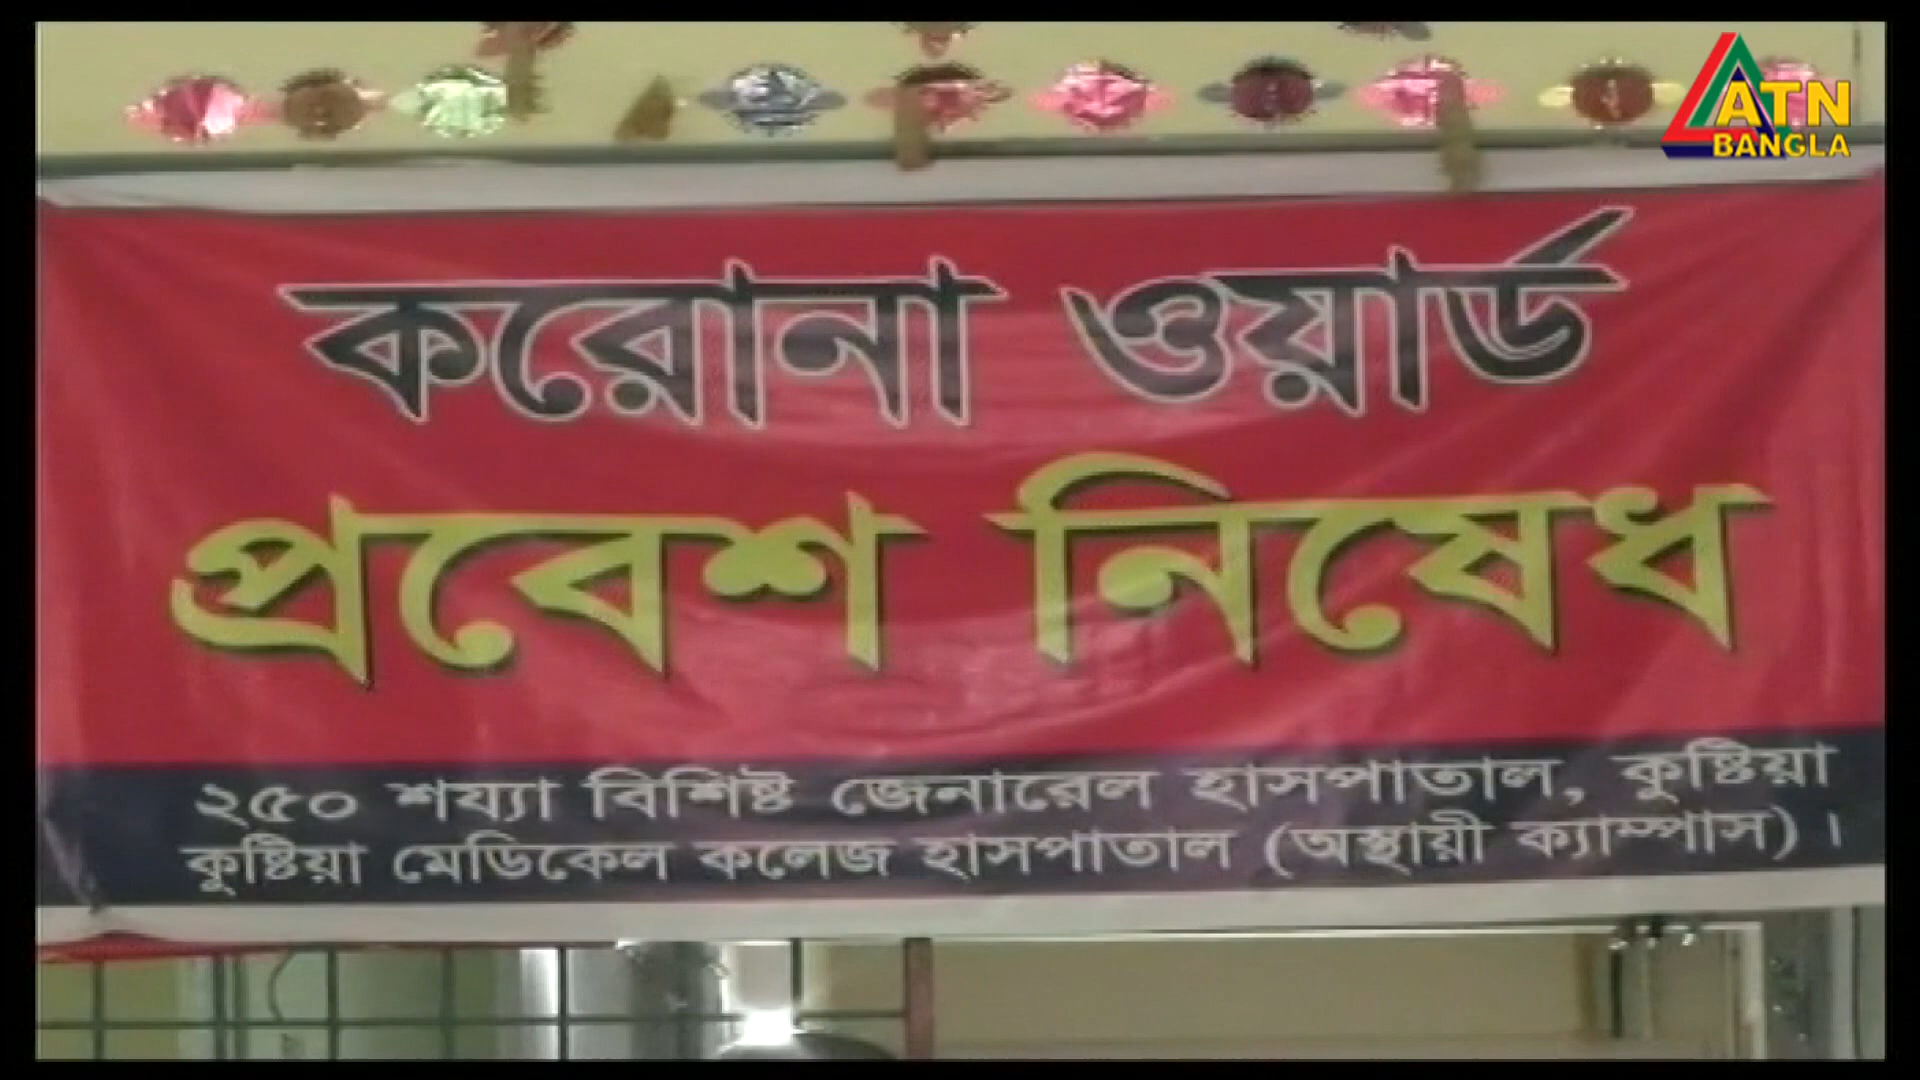 ATN
BANGLA
করোনা ওয়ার্ড
প্রবেশ নিষেধ
২৫০ শয্যা বিশিষ্ট জেনারেল হাসপাতাল, কুষ্টিয়া
কুষ্টিয়া মেডিকেল কলেজ হাসপাতাল (অস্থায়ী ক্যাম্পাস)।